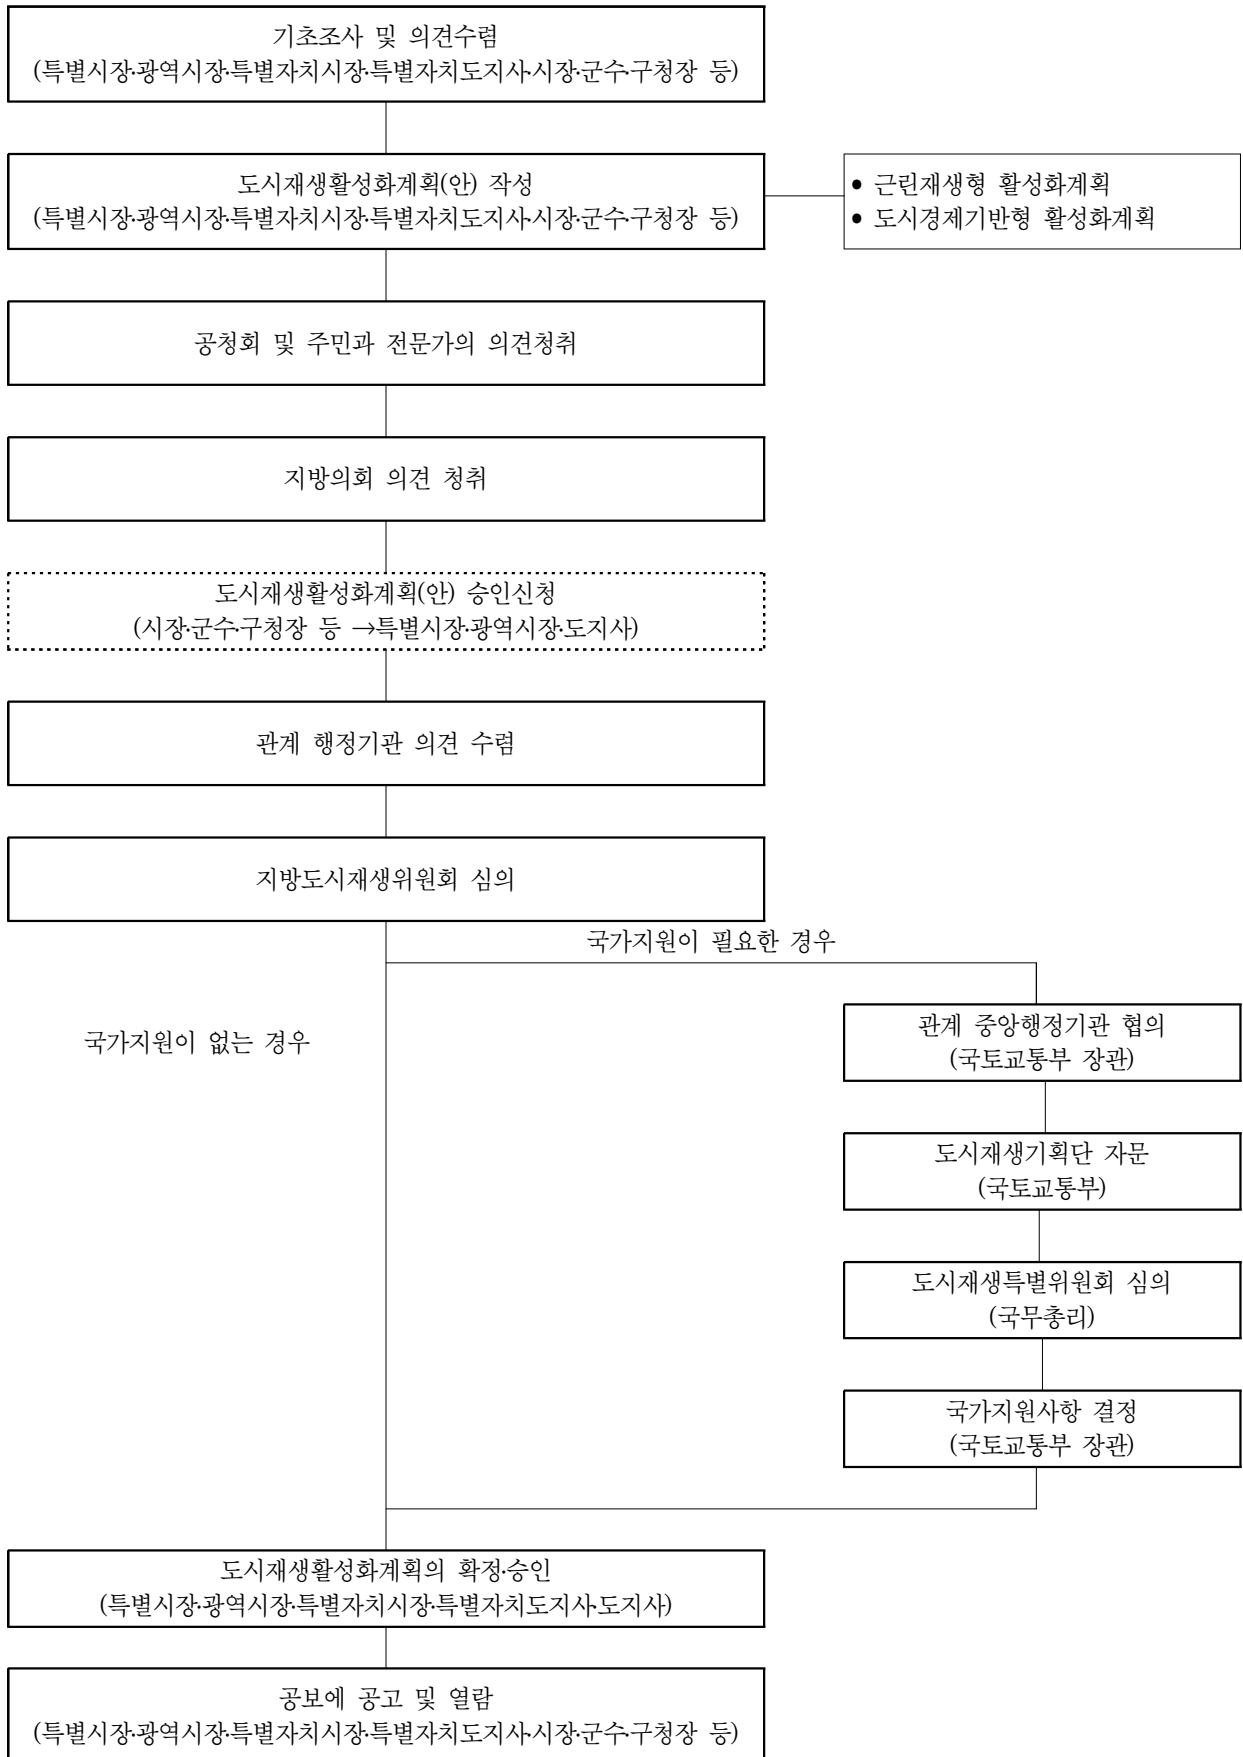 기초조사 및 의견수렴
(특별시장·광역시장·특별자치시장·특별자치도지사·시장·군수·구청장 등)
도시재생활성화계획(안) 작성
(특별시장·광역시장·특별자치시장·특별자치도지사·시장·군수·구청장 등)
• 근린재생형 활성화계획
• 도시경제기반형 활성화계획
공청회 및 주민과 전문가의 의견청취
지방의회 의견 청취
도시재생활성화계획(안) 승인신청
(시장·군수·구청장 등 →특별시장·광역시장·도지사)
관계 행정기관 의견 수렴
지방도시재생위원회 심의
국가지원이 필요한 경우
국가지원이 없는 경우
관계 중앙행정기관 협의
(국토교통부 장관)
도시재생기획단 자문
(국토교통부)
도시재생특별위원회 심의
(국무총리)
국가지원사항 결정
(국토교통부 장관)
도시재생활성화계획의 확정·승인
(특별시장·광역시장·특별자치시장·특별자치도지사·도지사)
공보에 공고 및 열람
(특별시장·광역시장·특별자치시장·특별자치도지사·시장·군수·구청장 등)